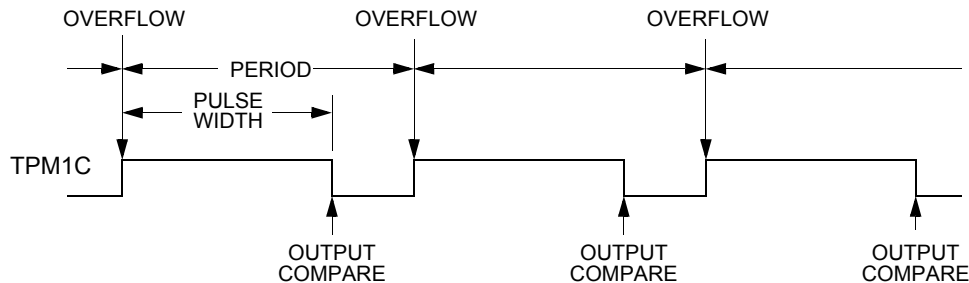 OVERFLOW OVERFLOW OVERFLOW
PERIOD
PULSE
WIDTH
TPM1C
OUTPUT
COMPARE
OUTPUT
COMPARE
OUTPUT
COMPARE